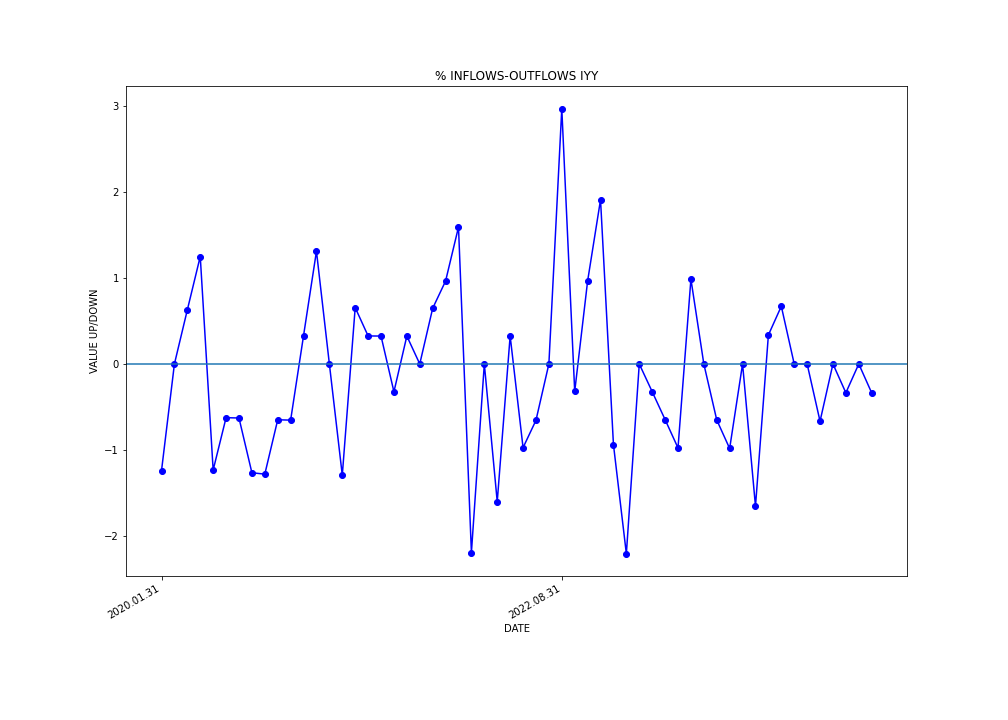 % INFLOWS-OUTFLOWS IYY
3
2
1
0
−1
−2
VALUE UP/DOWN
2020.01.31
2022.08.31
DATE